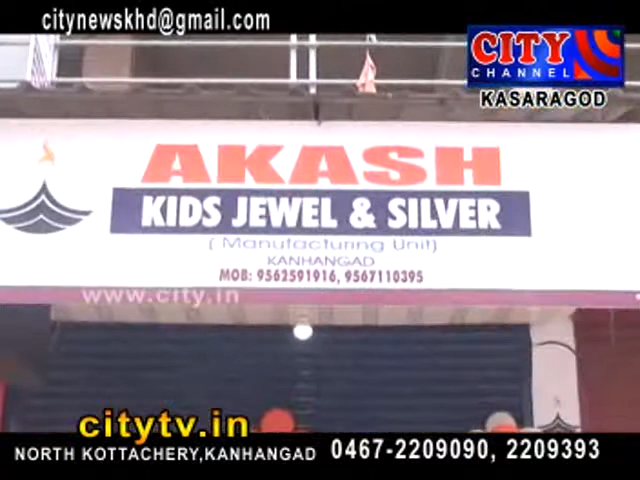 citynewskhd@gmail.com
CITY
CHANNEL
KASARAGOD
AKASH
KIDS JEWEL & SILVER
( Manufacturing Unit)
KANHANGAD
MOB: 9562591916, 9567110395
www.city.in
citytv.in
NORTH KOTTACHERY,KANHANGAD 0467-2209090, 2209393